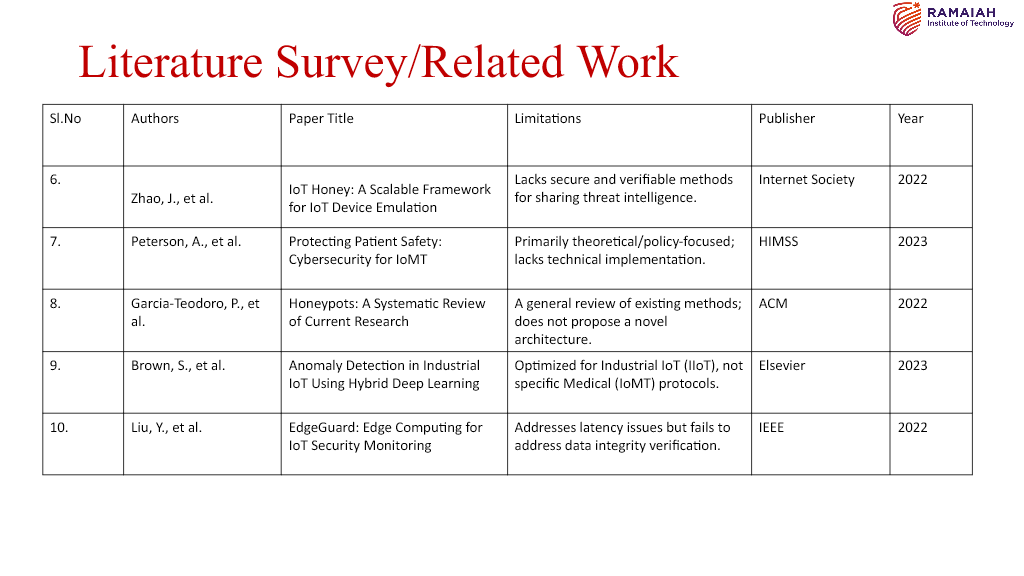 RAMAIAH
Institute of Technology
Literature Survey/Related Work
Sl.No Authors Paper Title Limitations Publisher Year
6. Zhao, J., et al. IoT Honey: A Scalable Framework Lacks secure and verifiable methods Internet Society 2022
for IoT Device Emulation for sharing threat intelligence.
7. Peterson, A., et al. Protecting Patient Safety: Primarily theoretical/policy-focused; HIMSS 2023
Cybersecurity for IoMT lacks technical implementation.
8. Garcia-Teodoro, P., et Honeypots: A Systematic Review A general review of existing methods; ACM 2022
al. of Current Research does not propose a novel
architecture.
9. Brown, S., et al. Anomaly Detection in Industrial Optimized for Industrial IoT (IIoT), not Elsevier 2023
IoT Using Hybrid Deep Learning specific Medical (IoMT) protocols.
10. Liu, Y., et al. EdgeGuard: Edge Computing for Addresses latency issues but fails to IEEE 2022
IoT Security Monitoring address data integrity verification.